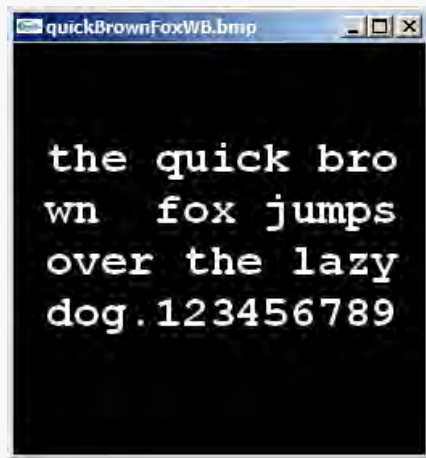 quickBrownFoxWB.bmp
the quick bro
wn  fox jumps
over the lazy
dog.123456789